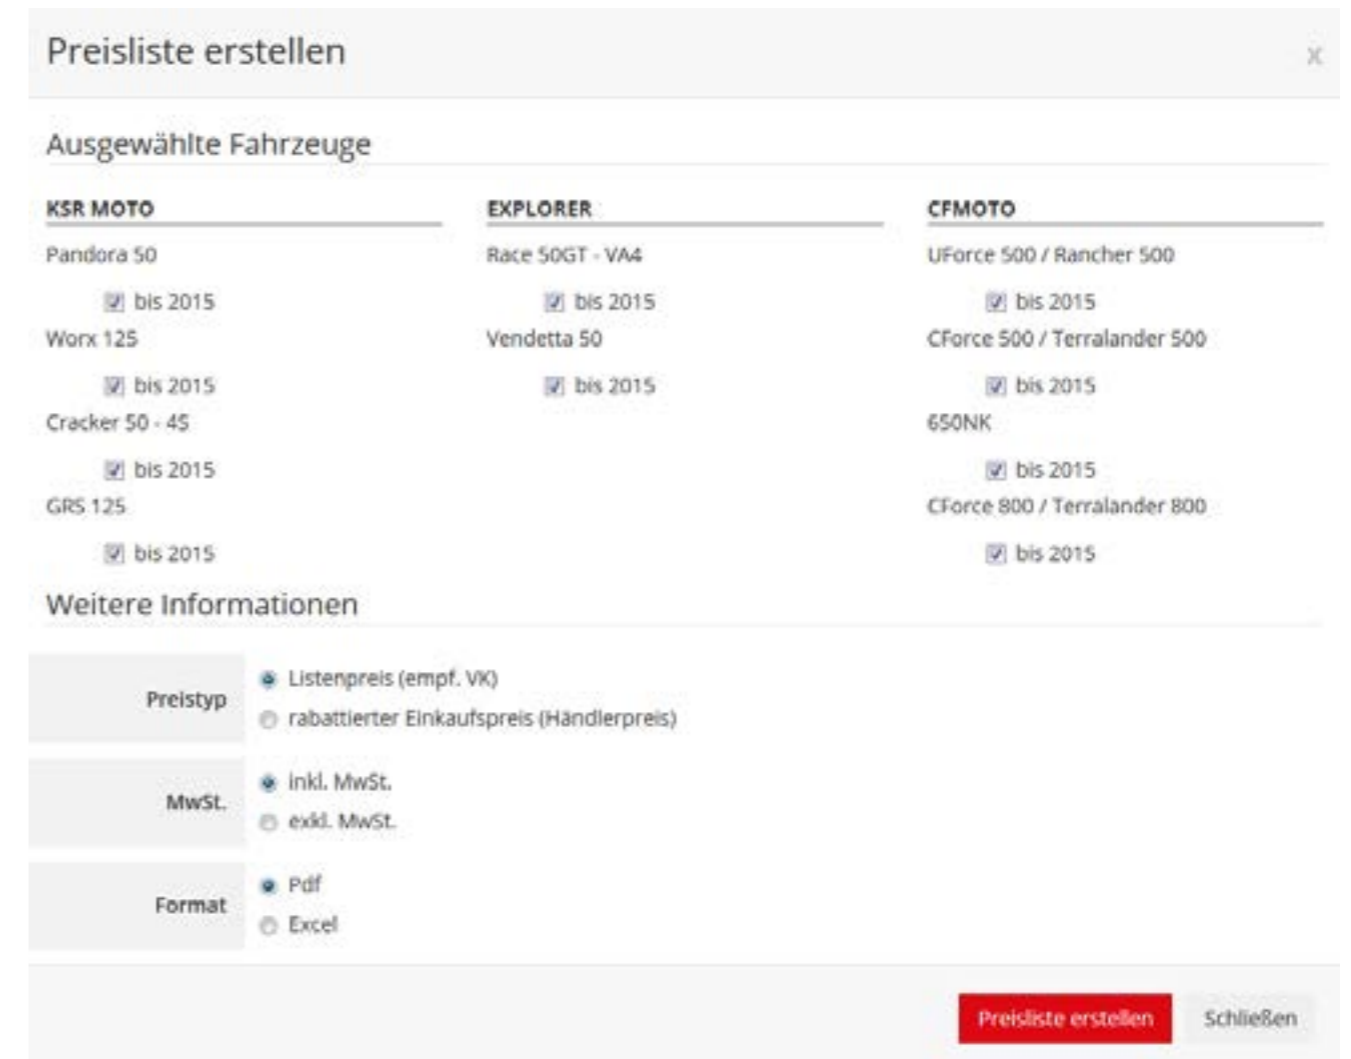 Preisliste erstellen
x
Ausgewählte Fahrzeuge
KSR MOTO
Pandora 50
bis 2015
Worx 125
bis 2015
Cracker 50 - 4S
bis 2015
GRS 125
bis 2015
EXPLORER
Race 50GT - VA4
bis 2015
Vendetta 50
bis 2015
CFMOTO
UForce 500 / Rancher 500
bis 2015
CForce 500 / Terralander 500
bis 2015
650NK
bis 2015
CForce 800 / Terralander 800
bis 2015
Weitere Informationen
Preistyp
Listenpreis (empf. VK)
rabattierter Einkaufspreis (Händlerpreis)
MwSt.
inkl. MwSt.
exkl. MwSt.
Format
Pdf
Excel
Preisliste erstellen
Schließen